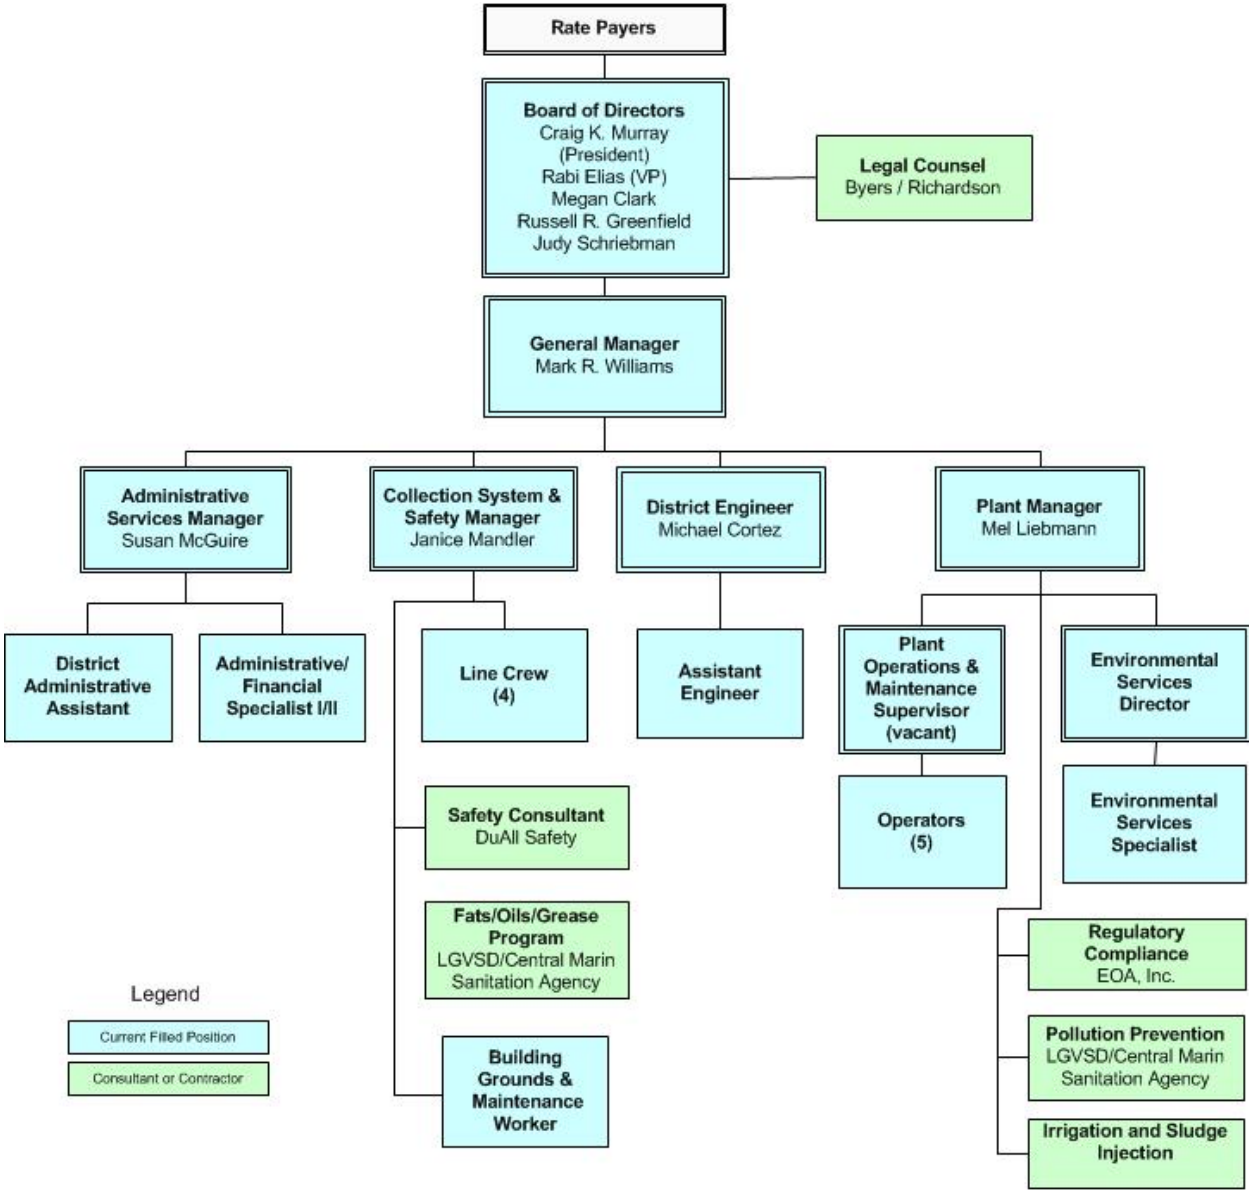 Rate Payers
Board of Directors
Craig K. Murray
(President)
Rabi Elias (VP)
Megan Clark
Russell R. Greenfield
Judy Schriebman
Legal Counsel
Byers / Richardson
General Manager
Mark R. Williams
Administrative
Services Manager
Susan McGuire
Collection System &
Safety Manager
Janice Mandler
District Engineer
Michael Cortez
Plant Manager
Mel Liebmann
District
Administrative
Assistant
Administrative/
Financial
Specialist I/II
Line Crew
(4)
Assistant
Engineer
Plant
Operations &
Maintenance
Supervisor
(vacant)
Environmental
Services
Director
Safety Consultant
DuAll Safety
Operators
(5)
Environmental
Services
Specialist
Fats/Oils/Grease
Program
LGVSD/Central Marin
Sanitation Agency
Regulatory
Compliance
EOA, Inc.
Building
Grounds &
Maintenance
Worker
Pollution Prevention
LGVSD/Central Marin
Sanitation Agency
Irrigation and Sludge
Injection
Legend
Current Filled Position
Consultant or Contractor